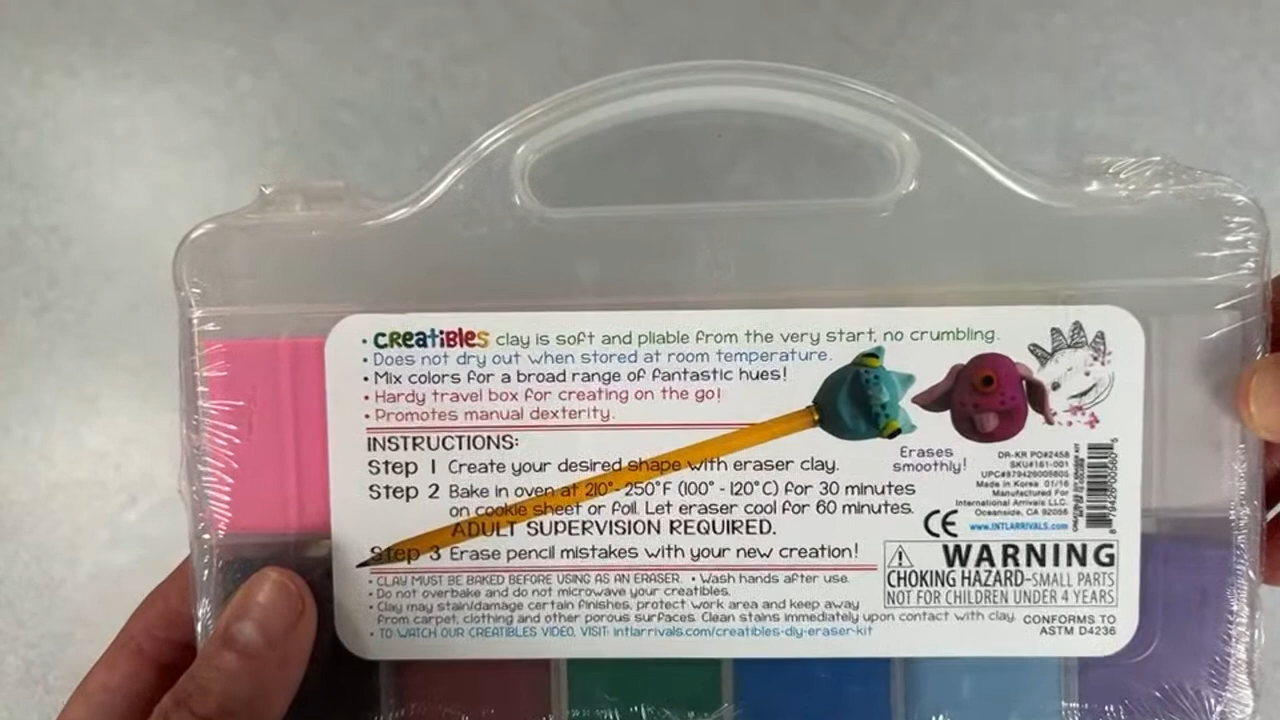 • CReatiBLes clay is soft and pliable from the very start, no crumbling.
• Does not dry out when stored at room temperature.
• Mix colors for a broad range of fantastic hues!
• Hardy travel box for creating on the go!
• Promotes manual dexterity.
INSTRUCTIONS:
Step 1 Create your desired shape with eraser clay.
Step 2 Bake in oven at 210°- 250°F (100° - 120°C) for 30 minutes
on cookie sheet or foil. Let eraser cool for 60 minutes.
ADULT SUPERVISION REQUIRED.
Step 3 Erase pencil mistakes with your new creation!
• CLAY MUST BE BAKED BEFORE USING AS AN ERASER. • Wash hands after use.
• Do not overbake and do not microwave your creatibles.
• Clay may stain/damage certain finishes, protect work area and keep away
from carpet, clothing and other porous surfaces. Clean stains immediately upon contact with clay.
• TO WATCH OUR CREATIBLES VIDEO, VISIT: intlarrivals.com/creatibles-diy-eraser-kit
Erases
smoothly!
DR-KR PO#2458
SKU#161-001
UPC#879426005605
Made in Korea 01/16
Manufactured For
International Arrivals LLC.
Oceanside, CA 92056
www.INTLARRIVALS.com
CE
WARNING
CHOKING HAZARD–SMALL PARTS
NOT FOR CHILDREN UNDER 4 YEARS
CONFORMS TO
ASTM D4236